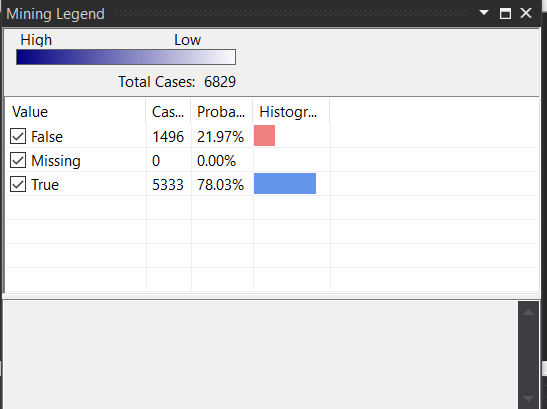 Mining Legend
High Low
Total Cases: 6829
Value Cas... Proba... Histogr...
False 1496 21.97%
Missing 0 0.00%
True 5333 78.03%